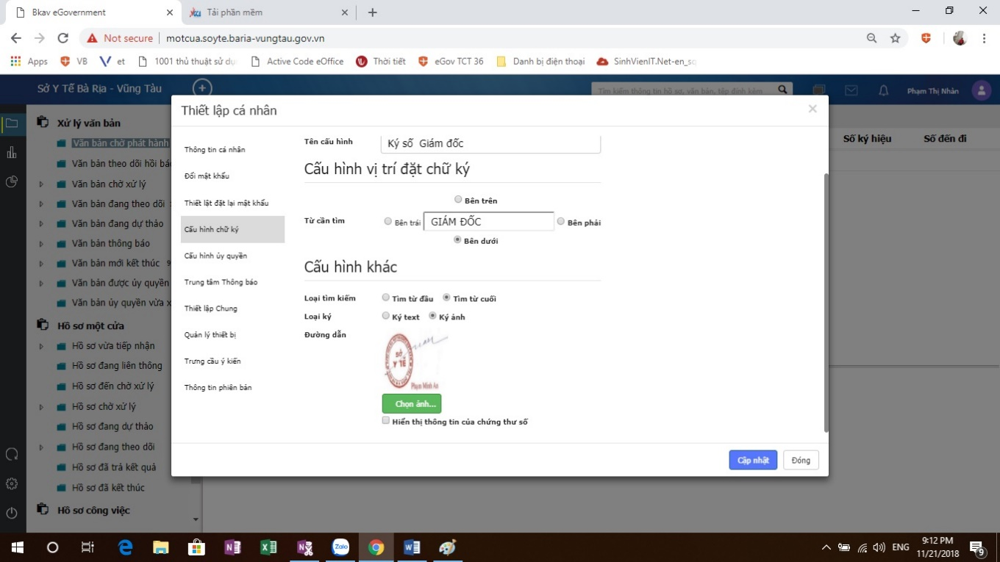 Bkav eGovernment
Tải phần mềm
Not secure
motcua.soyte.baria-vungtau.gov.vn
Apps
VB
et
1001 thủ thuật sử dụ
Active Code eOffice
Thời tiết
eGov TCT 36
Danh bị điện thoại
SinhVienIT.Net-en_sc
Sở Y Tế Bà Rịa - Vũng Tàu
Tìm kiếm thông tin hồ sơ, văn bản, tệp đính kèm
Phạm Thị Nhàn
Xử lý văn bản
Văn bản chờ phát hành
Văn bản theo dõi hồi bá
Văn bản chờ xử lý
Văn bản đang theo dõi
Văn bản đang dự thảo
Văn bản thông báo
Văn bản mới kết thúc 9
Văn bản được ủy quyền
Văn bản ủy quyền vừa x
Hồ sơ một cửa
Hồ sơ vừa tiếp nhận
Hồ sơ đang liên thông
Hồ sơ đến chờ xử lý
Hồ sơ chờ xử lý
Hồ sơ đang dự thảo
Hồ sơ đang theo dõi
Hồ sơ đã trả kết quả
Hồ sơ đã kết thúc
Hồ sơ công việc
Thiết lập cá nhân
Thông tin cá nhân
Đổi mật khẩu
Thiết lật đặt lại mật khẩu
Cấu hình chữ ký
Cấu hình ủy quyền
Trung tâm Thông báo
Thiết lập Chung
Quản lý thiết bị
Trưng cầu ý kiến
Thông tin phiên bản
Tên cấu hình
Ký số Giám đốc
Cấu hình vị trí đặt chữ ký
Bên trên
Từ cần tìm
Bên trái
GIÁM ĐỐC
Bên phải
Bên dưới
Cấu hình khác
Loại tìm kiếm
Tìm từ đầu
Tìm từ cuối
Loại ký
Ký text
Ký ảnh
Đường dẫn
SỞ
Y TẾ
Phạm Minh An
Chọn ảnh...
Hiển thị thông tin của chứng thư số
Cập nhật
Đóng
Số ký hiệu
Số đến đi
Zalo
ENG
9:12 PM
11/21/2018
9